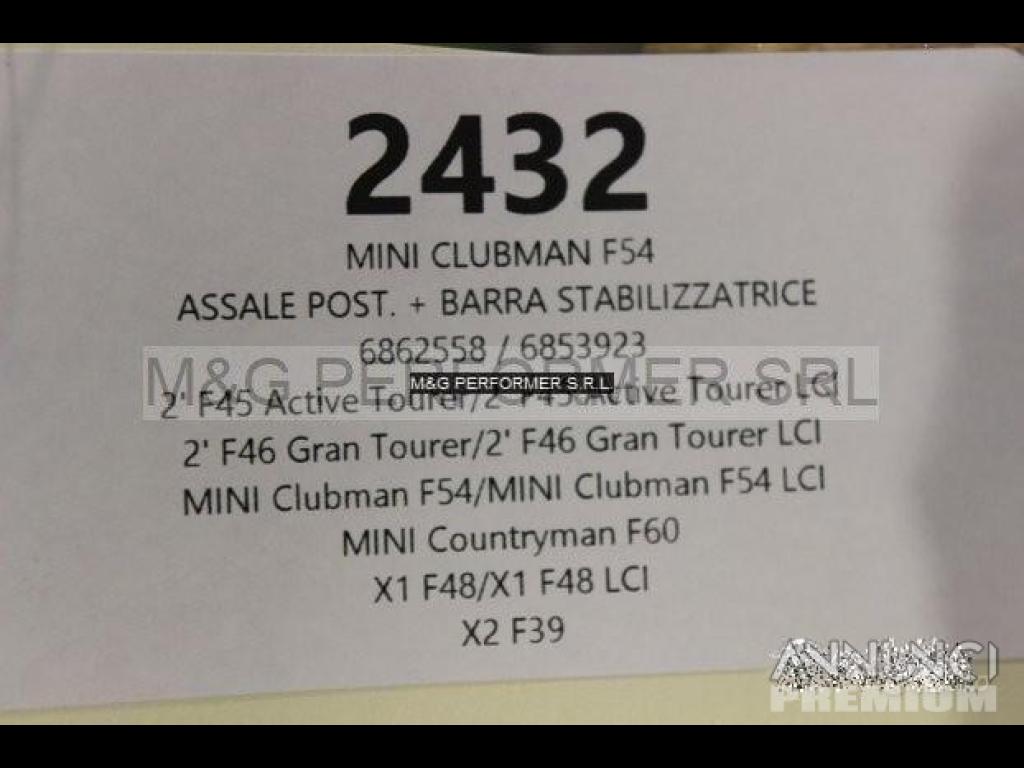 2432
MINI CLUBMAN F54
ASSALE POST. + BARRA STABILIZZATRICE
6862558 / 6853923
M&G PERFORMER SRL
M&G PERFORMER S.R.L.
2' F45 Active Tourer/2' F45 Active Tourer LCI
2' F46 Gran Tourer/2' F46 Gran Tourer LCI
MINI Clubman F54/MINI Clubman F54 LCI
MINI Countryman F60
X1 F48/X1 F48 LCI
X2 F39
ANNUNCI
PREMIUM